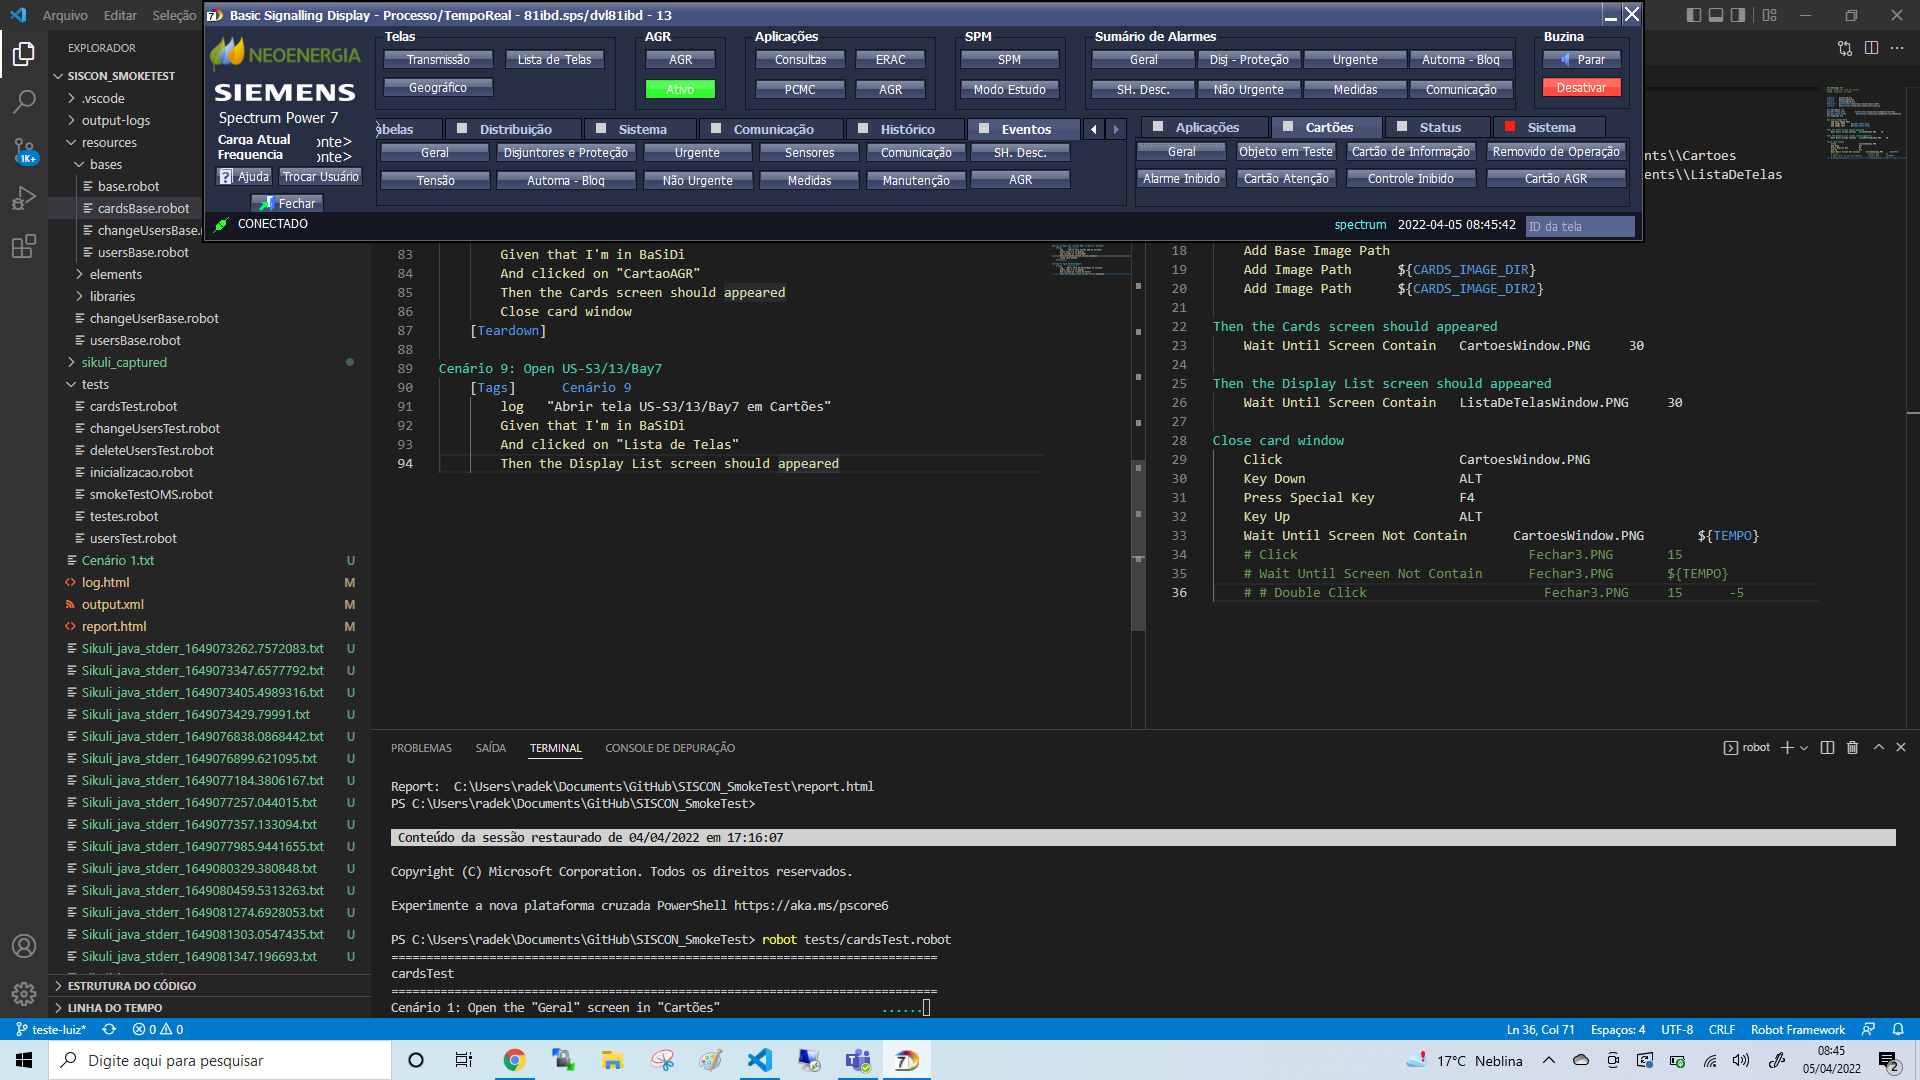 Arquivo Editar Seleção
Basic Signalling Display - Processo/TempoReal - 81ibd.sps/dvl81ibd - 13
NEOENERGIA
SIEMENS
Spectrum Power 7
Carga Atual onte>
Frequencia onte>
Ajuda Trocar Usuário
Fechar
CONECTADO
Telas
Transmissão Lista de Telas
Geográfico
AGR
AGR
Ativo
Aplicações
Consultas ERAC
PCMC AGR
SPM
SPM
Modo Estudo
Sumário de Alarmes
Geral Disj - Proteção Urgente Automa - Bloq
SH. Desc. Não Urgente Medidas Comunicação
Buzina
Parar
Desativar
abelas Distribuição Sistema Comunicação Histórico Eventos
Geral Disjuntores e Proteção Urgente Sensores Comunicação SH. Desc.
Tensão Automa - Bloq Não Urgente Medidas Manutenção AGR
Aplicações Cartões Status Sistema
Geral Objeto em Teste Cartão de Informação Removido de Operação
Alarme Inibido Cartão Atenção Controle Inibido Cartão AGR
spectrum 2022-04-05 08:45:42 ID da tela
EXPLORADOR
SISCON_SMOKETEST
.vscode
output-logs
resources
bases
base.robot
cardsBase.robot
changeUsersBase.
usersBase.robot
elements
libraries
changeUserBase.robot
usersBase.robot
sikuli_captured
tests
cardsTest.robot
changeUsersTest.robot
deleteUsersTest.robot
inicializacao.robot
smokeTestOMS.robot
testes.robot
usersTest.robot
Cenário 1.txt U
log.html M
output.xml M
report.html M
Sikuli_java_stderr_1649073262.7572083.txt U
Sikuli_java_stderr_1649073347.6577792.txt U
Sikuli_java_stderr_1649073405.4989316.txt U
Sikuli_java_stderr_1649073429.79991.txt U
Sikuli_java_stderr_1649076838.0868442.txt U
Sikuli_java_stderr_1649076899.621095.txt U
Sikuli_java_stderr_1649077184.3806167.txt U
Sikuli_java_stderr_1649077257.044015.txt U
Sikuli_java_stderr_1649077357.133094.txt U
Sikuli_java_stderr_1649077985.9441655.txt U
Sikuli_java_stderr_1649080329.380848.txt U
Sikuli_java_stderr_1649080459.5313263.txt U
Sikuli_java_stderr_1649081274.6928053.txt U
Sikuli_java_stderr_1649081303.0547435.txt U
Sikuli_java_stderr_1649081347.196693.txt U
ESTRUTURA DO CÓDIGO
LINHA DO TEMPO
1K+
83 Given that I'm in BaSiDi
84 And clicked on "CartaoAGR"
85 Then the Cards screen should appeared
86 Close card window
87 [Teardown]
88
89 Cenário 9: Open US-S3/13/Bay7
90 [Tags] Cenário 9
91 log "Abrir tela US-S3/13/Bay7 em Cartões"
92 Given that I'm in BaSiDi
93 And clicked on "Lista de Telas"
94 Then the Display List screen should appeared
nts\\Cartoes
ents\\ListaDeTelas
18 Add Base Image Path
19 Add Image Path ${CARDS_IMAGE_DIR}
20 Add Image Path ${CARDS_IMAGE_DIR2}
21
22 Then the Cards screen should appeared
23 Wait Until Screen Contain CartoesWindow.PNG 30
24
25 Then the Display List screen should appeared
26 Wait Until Screen Contain ListaDeTelasWindow.PNG 30
27
28 Close card window
29 Click CartoesWindow.PNG
30 Key Down ALT
31 Press Special Key F4
32 Key Up ALT
33 Wait Until Screen Not Contain CartoesWindow.PNG ${TEMPO}
34 # Click Fechar3.PNG 15
35 # Wait Until Screen Not Contain Fechar3.PNG ${TEMPO}
36 # # Double Click Fechar3.PNG 15 -5
PROBLEMAS SAÍDA TERMINAL CONSOLE DE DEPURAÇÃO robot
Report: C:\Users\radek\Documents\GitHub\SISCON_SmokeTest\report.html
PS C:\Users\radek\Documents\GitHub\SISCON_SmokeTest>
Conteúdo da sessão restaurado de 04/04/2022 em 17:16:07
Copyright (C) Microsoft Corporation. Todos os direitos reservados.
Experimente a nova plataforma cruzada PowerShell https://aka.ms/pscore6
PS C:\Users\radek\Documents\GitHub\SISCON_SmokeTest> robot tests/cardsTest.robot
==============================================================================
cardsTest
==============================================================================
Cenário 1: Open the "Geral" screen in "Cartões" ......
teste-luiz* 0 0 Ln 36, Col 71 Espaços: 4 UTF-8 CRLF Robot Framework
Digite aqui para pesquisar
17°C Neblina
08:45
05/04/2022
2